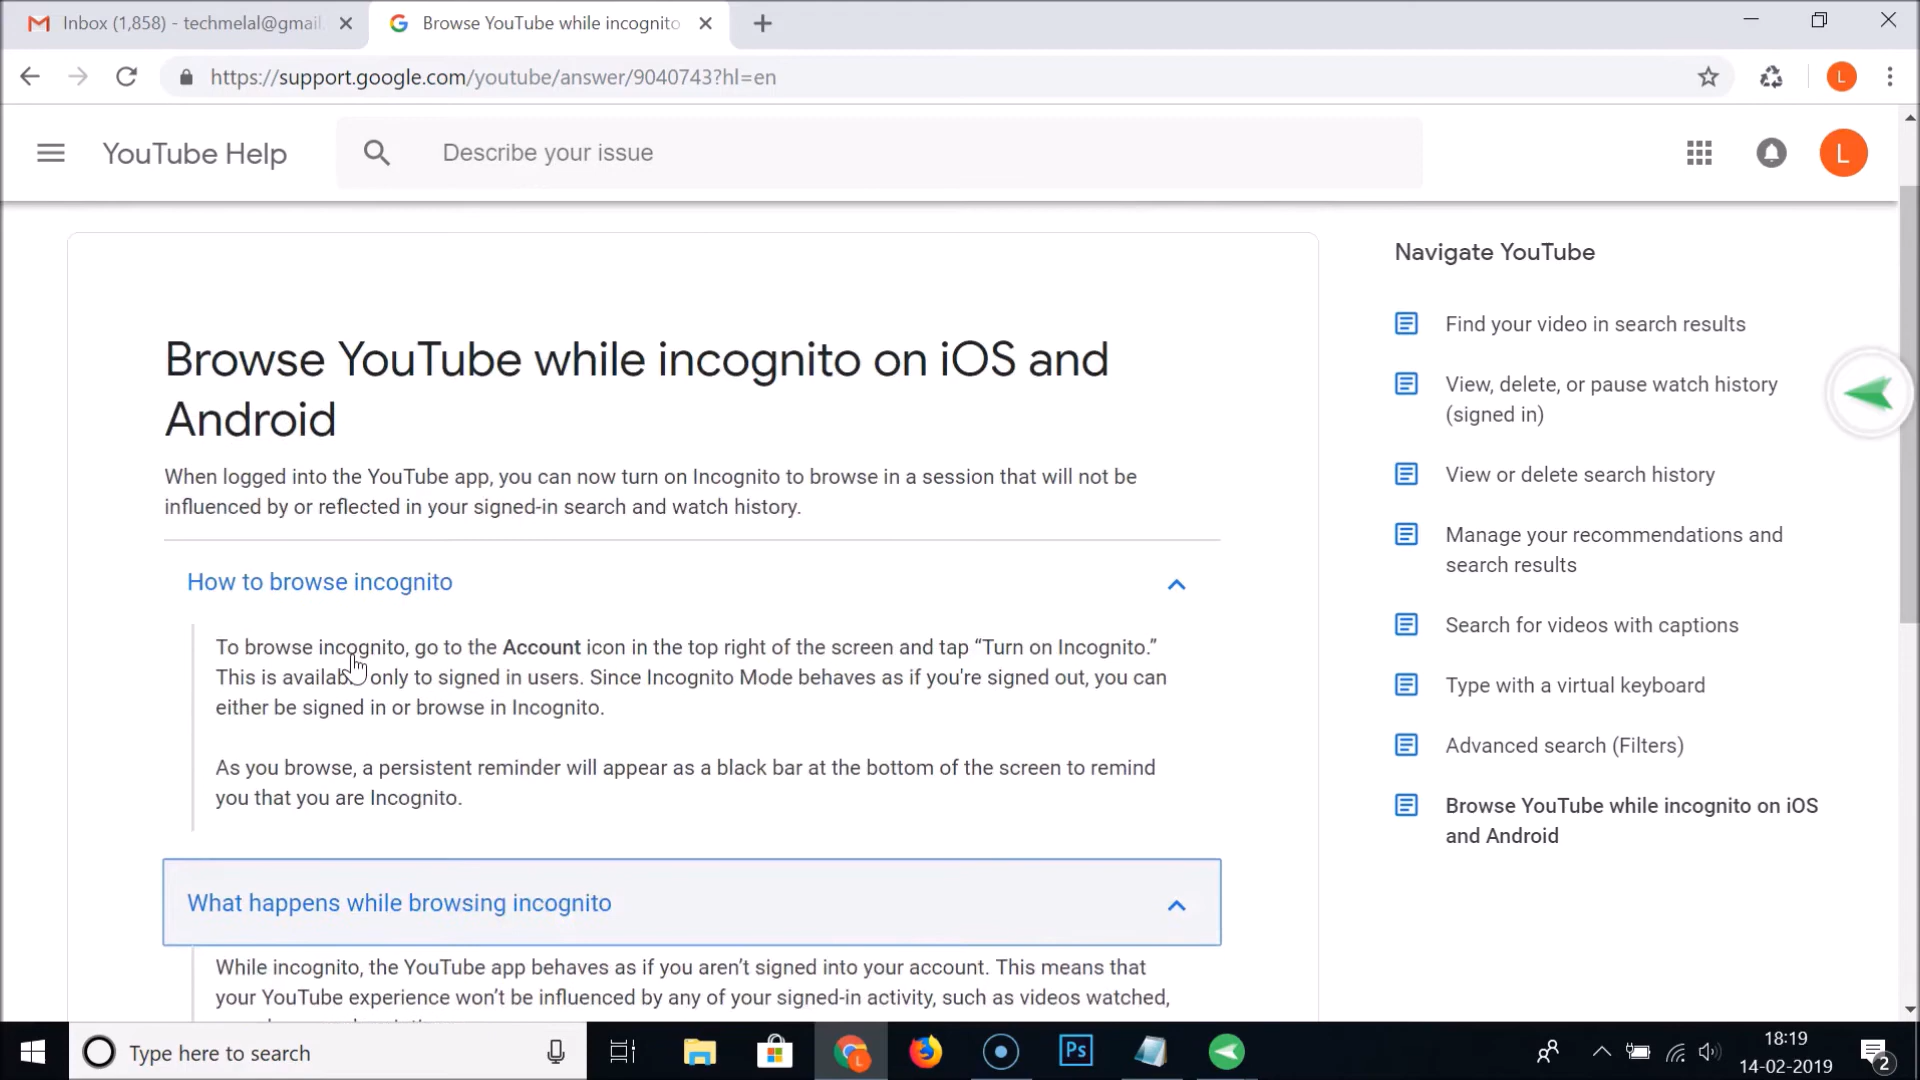 Inbox (1,858) - techmelal@gmail.
Browse YouTube while incognito
https://support.google.com/youtube/answer/9040743?hl=en
L
YouTube Help
Describe your issue
L
Browse YouTube while incognito on iOS and
Android
When logged into the YouTube app, you can now turn on Incognito to browse in a session that will not be
influenced by or reflected in your signed-in search and watch history.
How to browse incognito
To browse incognito, go to the Account icon in the top right of the screen and tap “Turn on Incognito.”
This is available only to signed in users. Since Incognito Mode behaves as if you're signed out, you can
either be signed in or browse in Incognito.
As you browse, a persistent reminder will appear as a black bar at the bottom of the screen to remind
you that you are Incognito.
What happens while browsing incognito
While incognito, the YouTube app behaves as if you aren’t signed into your account. This means that
your YouTube experience won’t be influenced by any of your signed-in activity, such as videos watched,
Navigate YouTube
Find your video in search results
View, delete, or pause watch history
(signed in)
View or delete search history
Manage your recommendations and
search results
Search for videos with captions
Type with a virtual keyboard
Advanced search (Filters)
Browse YouTube while incognito on iOS
and Android
Type here to search
L
Ps
18:19
14-02-2019
2